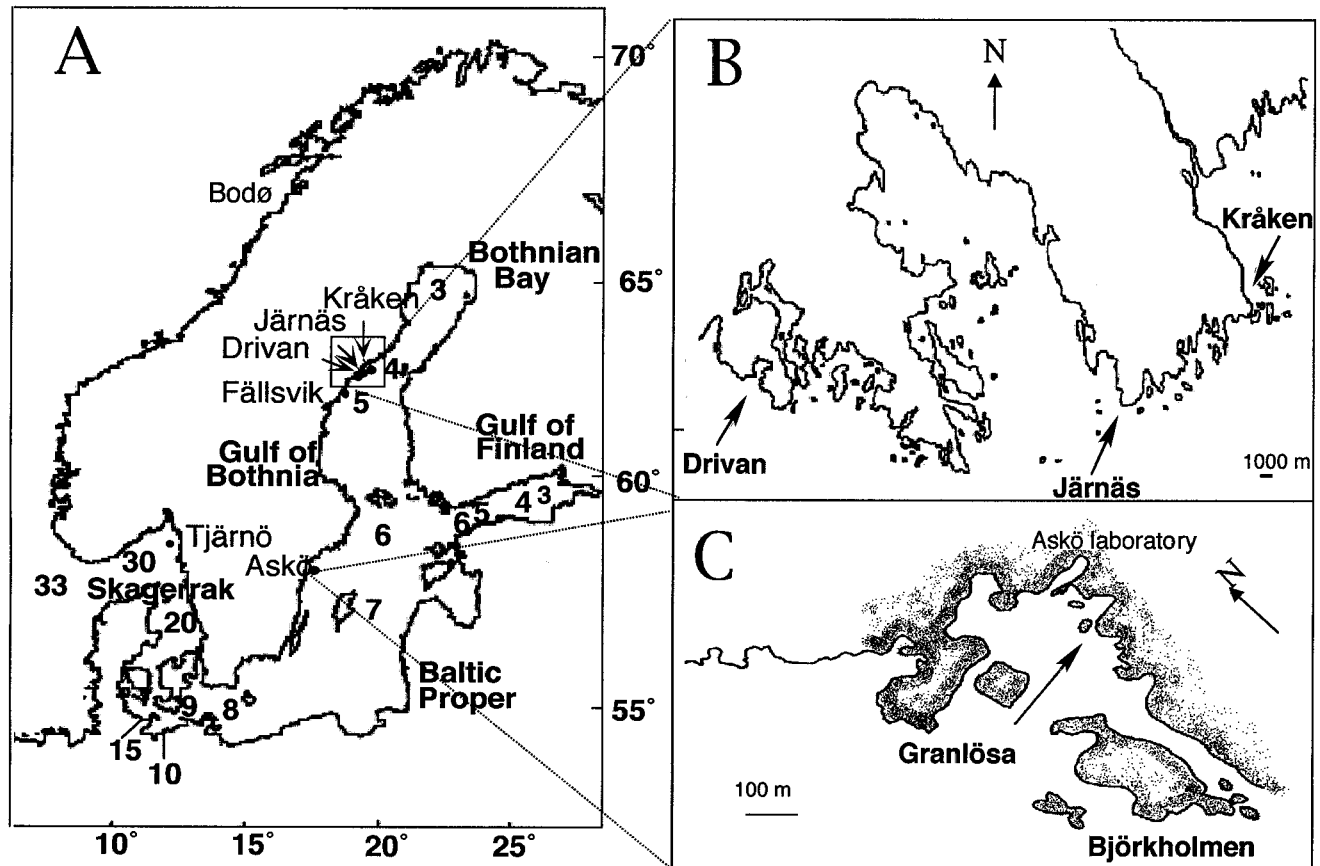 A
70°
Bodø
Bothnian
Bay
3
65°
Kråken
Järnäs
Drivan
4
Fällsvik
5
Gulf of
Finland
Gulf of
Bothnia
60°
4 3
5
6
6
Tjärnö
Askö
30
33
Skagerrak
20
7
Baltic
Proper
9
8
55°
15
10
10° 15° 20° 25°
B
N
Kråken
Drivan
Järnäs
1000 m
C
Askö laboratory
N
Granlösa
100 m
Björkholmen